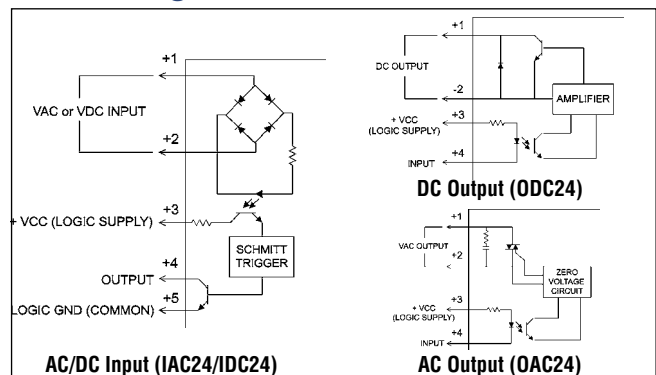 +1
VAC or VDC INPUT
+2
+3
+ VCC (LOGIC SUPPLY)
SCHMITT
TRIGGER
+4
OUTPUT
+5
LOGIC GND (COMMON)
AC/DC Input (IAC24/IDC24)
+1
DC OUTPUT
-2
AMPLIFIER
+3
+ VCC
(LOGIC SUPPLY)
+4
INPUT
DC Output (ODC24)
+1
VAC OUTPUT
+2
ZERO
VOLTAGE
CIRCUIT
+3
+ VCC
(LOGIC SUPPLY)
+4
INPUT
AC Output (OAC24)